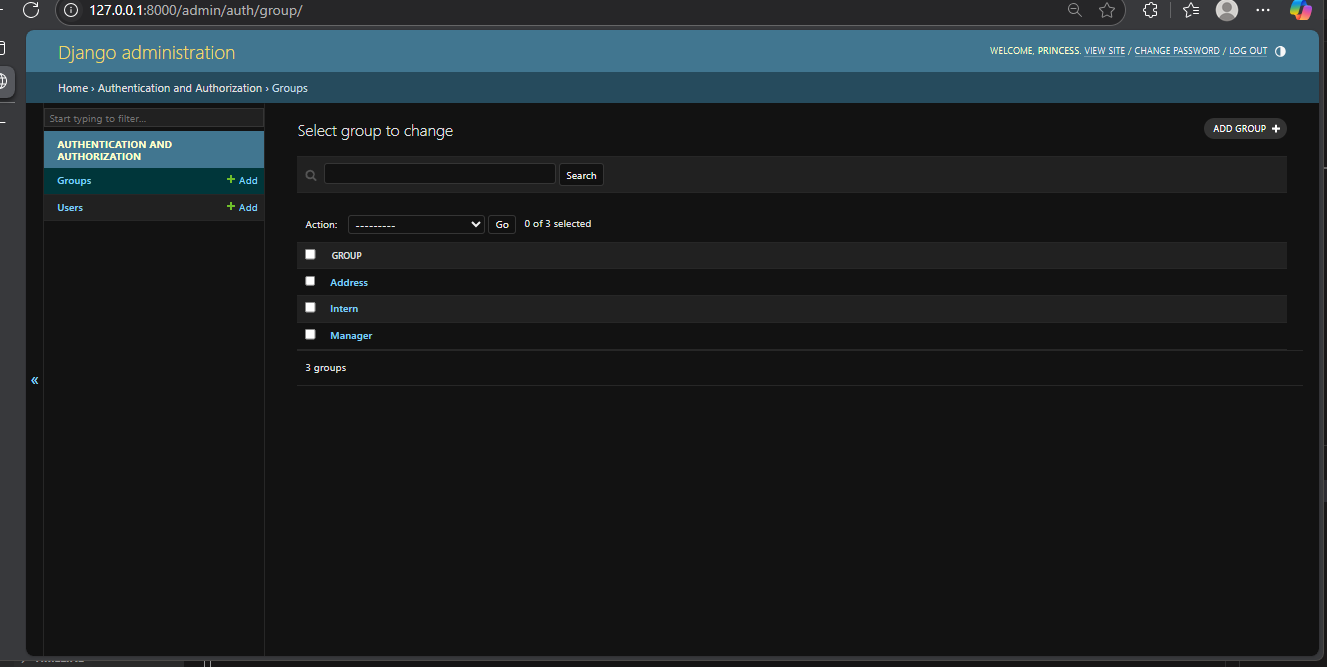 127.0.0.1:8000/admin/auth/group/
Django administration
WELCOME, PRINCESS. VIEW SITE / CHANGE PASSWORD / LOG OUT
Home › Authentication and Authorization › Groups
Start typing to filter...
AUTHENTICATION AND
AUTHORIZATION
Groups
+ Add
Users
+ Add
«
Select group to change
ADD GROUP +
Search
Action: --------- Go 0 of 3 selected
GROUP
Address
Intern
Manager
3 groups